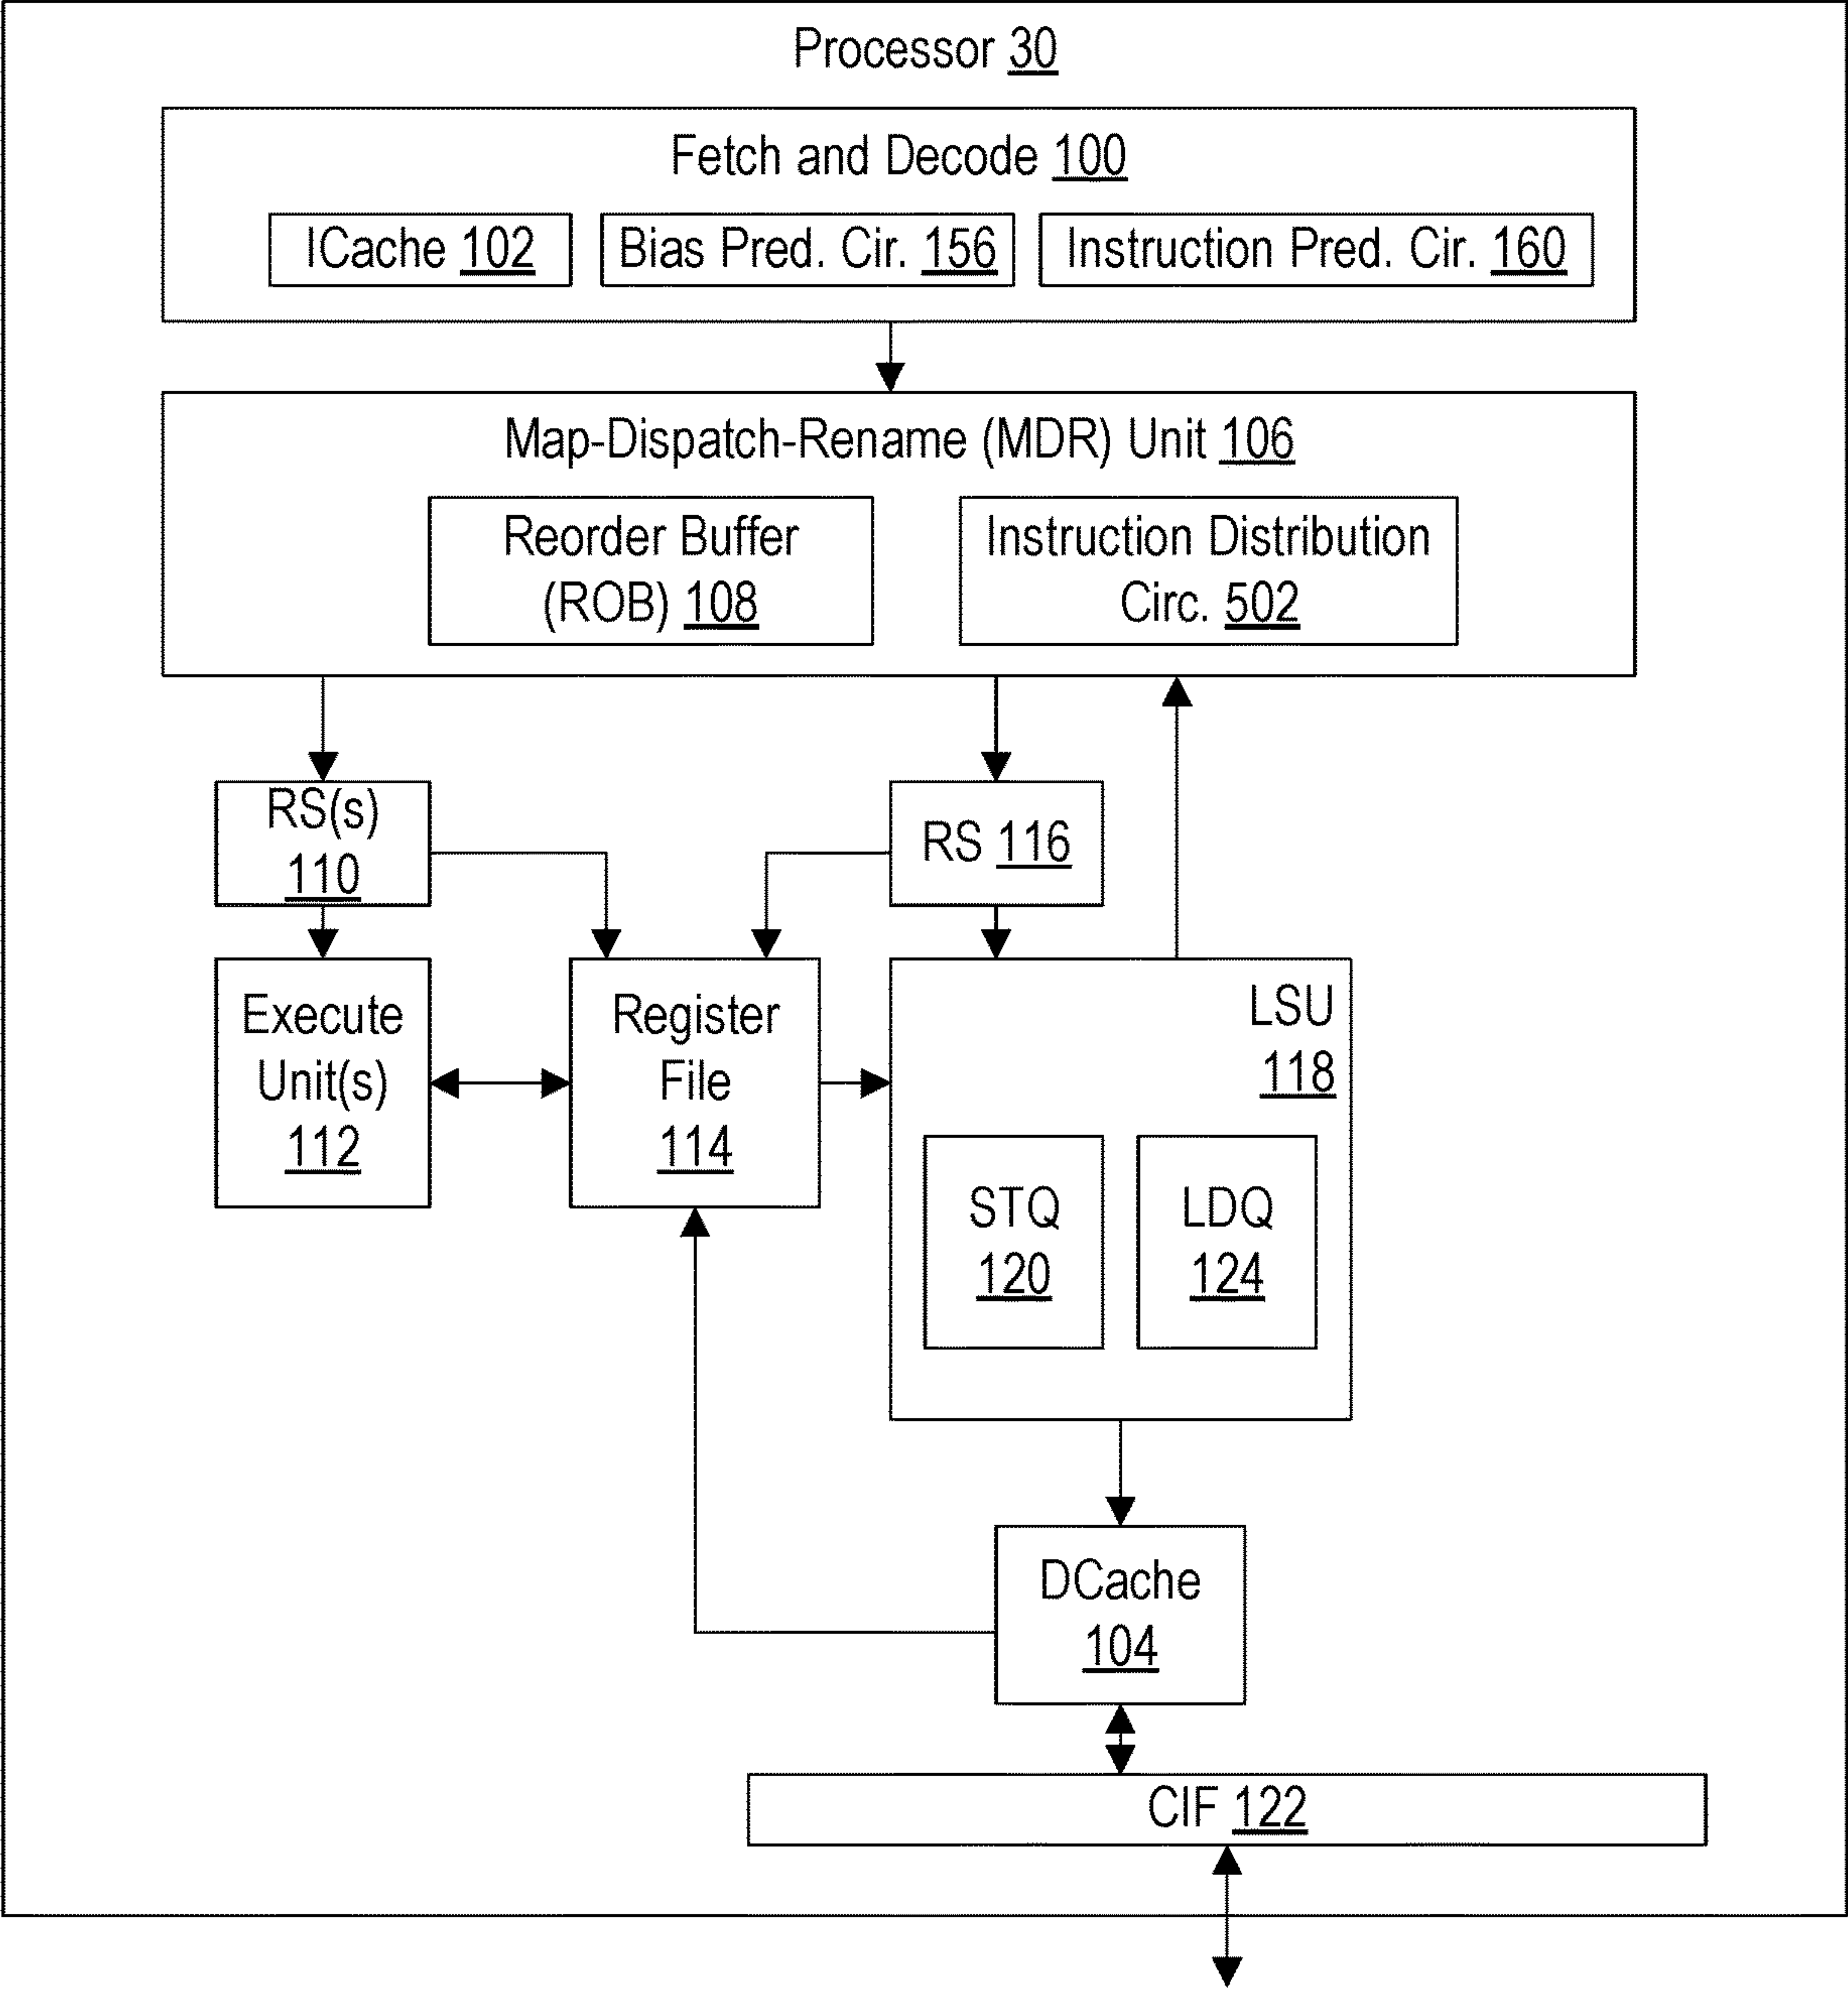 Processor 30
Fetch and Decode 100
ICache 102
Bias Pred. Cir. 156
Instruction Pred. Cir. 160
Map-Dispatch-Rename (MDR) Unit 106
Reorder Buffer
(ROB) 108
Instruction Distribution
Circ. 502
RS(s)
110
RS 116
Execute
Unit(s)
112
Register
File
114
LSU
118
STQ
120
LDQ
124
DCache
104
CIF 122